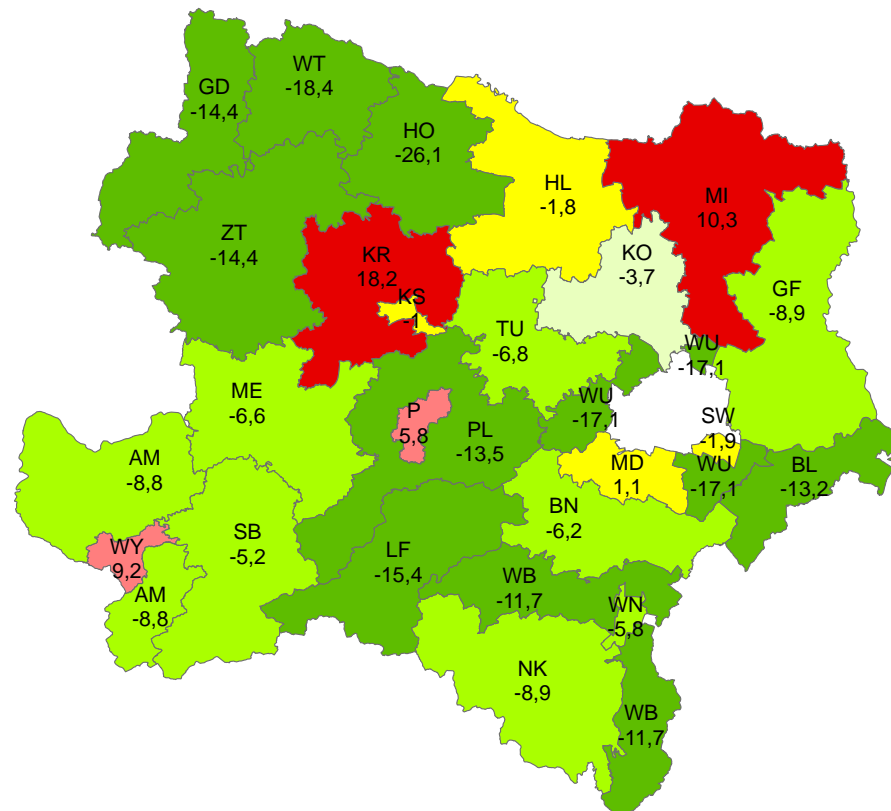 WT
-18,4
GD
-14,4
HO
-26,1
HL
-1,8
MI
10,3
ZT
-14,4
KR
18,2
KO
-3,7
GF
-8,9
KS
-1
TU
-6,8
WU
-17,1
ME
-6,6
P
5,8
PL
-13,5
WU
-17,1
SW
-1,9
AM
-8,8
MD
1,1
WU
-17,1
BL
-13,2
BN
-6,2
SB
-5,2
WY
9,2
LF
-15,4
AM
-8,8
WB
-11,7
WN
-5,8
NK
-8,9
WB
-11,7